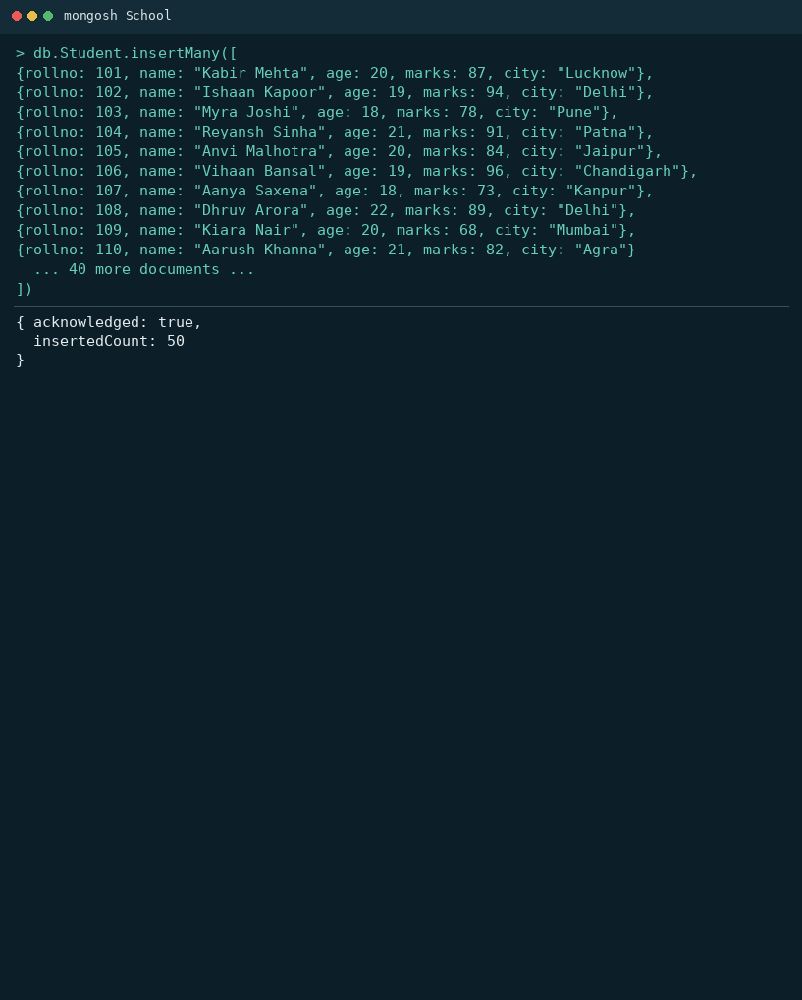 mongosh School
> db.Student.insertMany([
{rollno: 101, name: "Kabir Mehta", age: 20, marks: 87, city: "Lucknow"},
{rollno: 102, name: "Ishaan Kapoor", age: 19, marks: 94, city: "Delhi"},
{rollno: 103, name: "Myra Joshi", age: 18, marks: 78, city: "Pune"},
{rollno: 104, name: "Reyansh Sinha", age: 21, marks: 91, city: "Patna"},
{rollno: 105, name: "Anvi Malhotra", age: 20, marks: 84, city: "Jaipur"},
{rollno: 106, name: "Vihaan Bansal", age: 19, marks: 96, city: "Chandigarh"},
{rollno: 107, name: "Aanya Saxena", age: 18, marks: 73, city: "Kanpur"},
{rollno: 108, name: "Dhruv Arora", age: 22, marks: 89, city: "Delhi"},
{rollno: 109, name: "Kiara Nair", age: 20, marks: 68, city: "Mumbai"},
{rollno: 110, name: "Aarush Khanna", age: 21, marks: 82, city: "Agra"}
  ... 40 more documents ...
])
{ acknowledged: true,
  insertedCount: 50
}